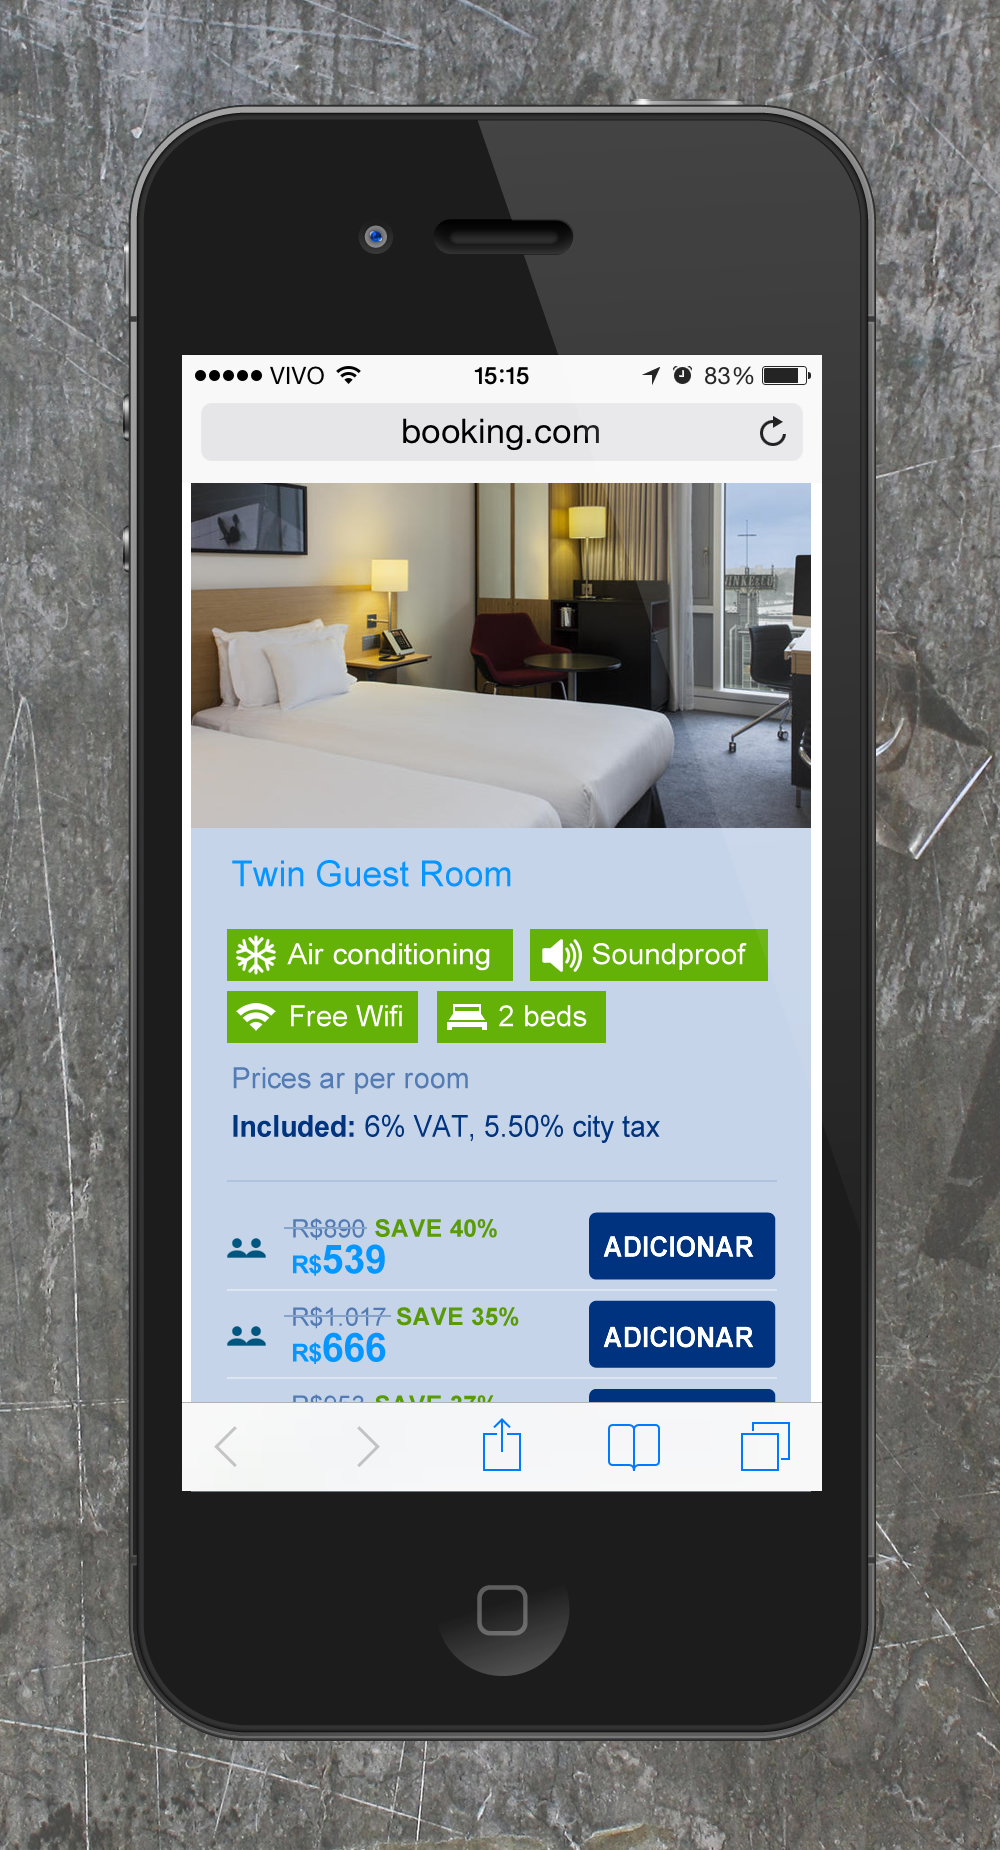 VIVO 15:15 83%
booking.com
Twin Guest Room
Air conditioning Soundproof
Free Wifi 2 beds
Prices ar per room
Included: 6% VAT, 5.50% city tax
R$890 SAVE 40%
R$539 ADICIONAR
R$1.017 SAVE 35%
R$666 ADICIONAR
SAVE